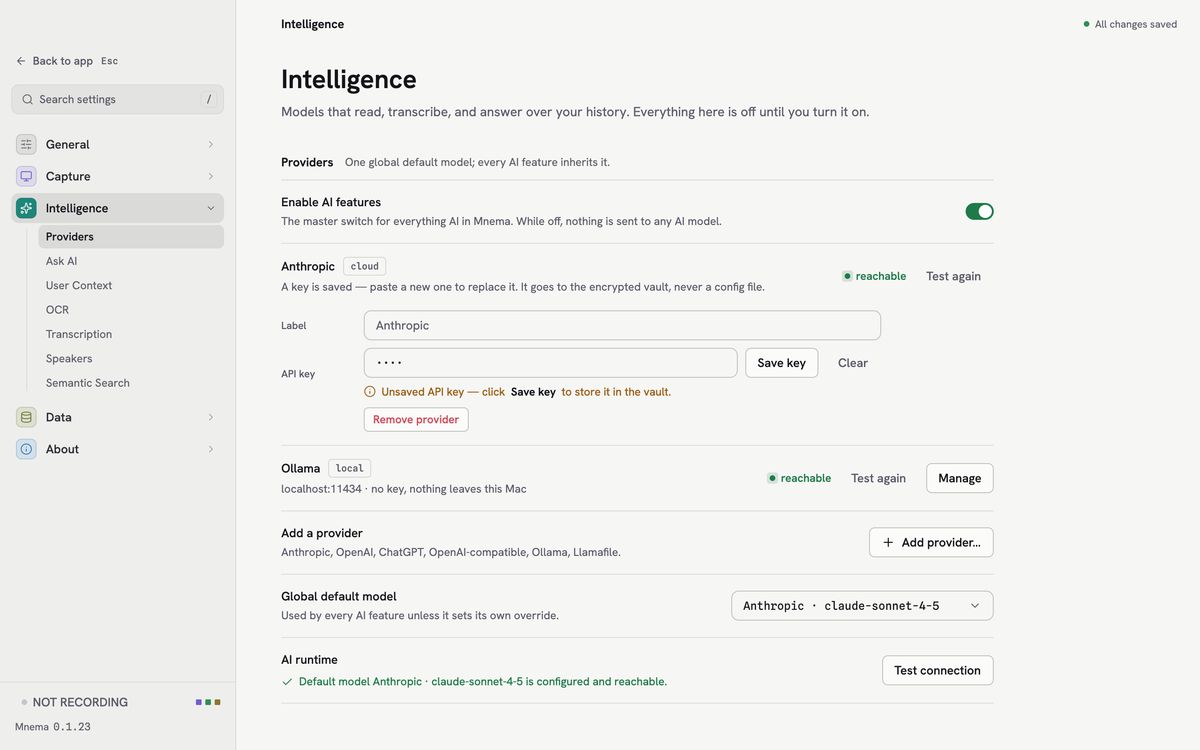 Intelligence
All changes saved
Back to app Esc
Search settings /
General
Capture
Intelligence
Providers
Ask AI
User Context
OCR
Transcription
Speakers
Semantic Search
Data
About
NOT RECORDING
Mnema 0.1.23
Intelligence
Models that read, transcribe, and answer over your history. Everything here is off until you turn it on.
Providers One global default model; every AI feature inherits it.
Enable AI features
The master switch for everything AI in Mnema. While off, nothing is sent to any AI model.
Anthropic cloud
A key is saved — paste a new one to replace it. It goes to the encrypted vault, never a config file.
reachable Test again
Label Anthropic
API key •••• Save key Clear
Unsaved API key — click Save key to store it in the vault.
Remove provider
Ollama local
localhost:11434 · no key, nothing leaves this Mac
reachable Test again Manage
Add a provider
Anthropic, OpenAI, ChatGPT, OpenAI-compatible, Ollama, Llamafile.
+ Add provider...
Global default model
Used by every AI feature unless it sets its own override.
Anthropic · claude-sonnet-4-5
AI runtime
Default model Anthropic · claude-sonnet-4-5 is configured and reachable.
Test connection